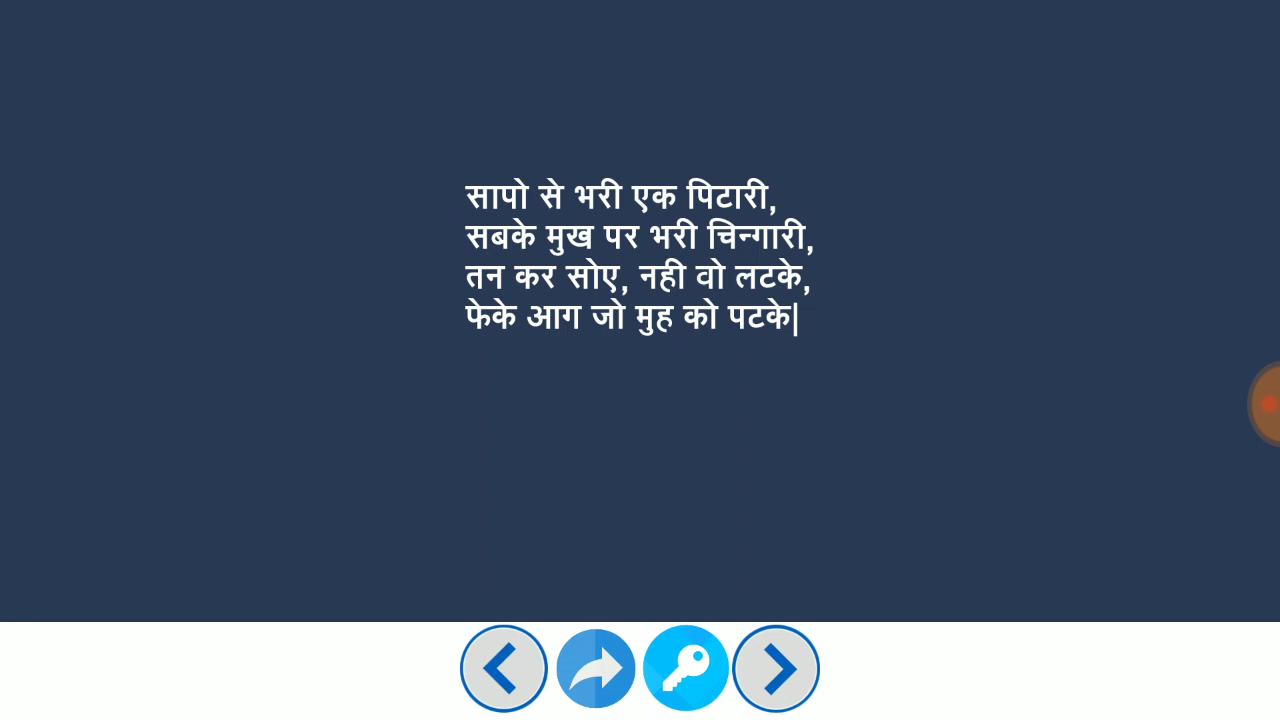 सापो से भरी एक पिटारी,
सबके मुख पर भरी चिन्गारी,
तन कर सोए, नही वो लटके,
फेके आग जो मुह को पटके|